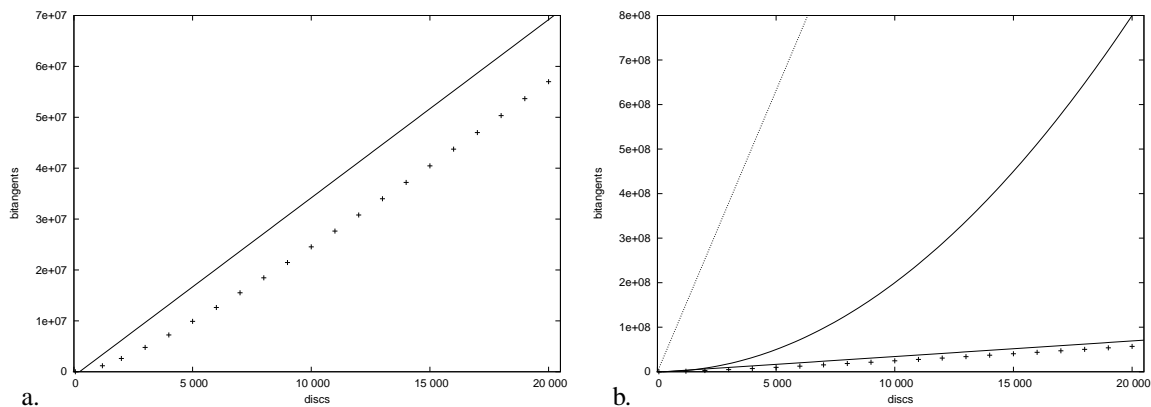 7e+07
6e+07
5e+07
4e+07
3e+07
2e+07
1e+07
0
bitangents
0
5 000
10 000
15 000
20 000
discs
a.
8e+08
7e+08
6e+08
5e+08
4e+08
3e+08
2e+08
1e+08
0
bitangents
0
5 000
10 000
15 000
20 000
discs
b.